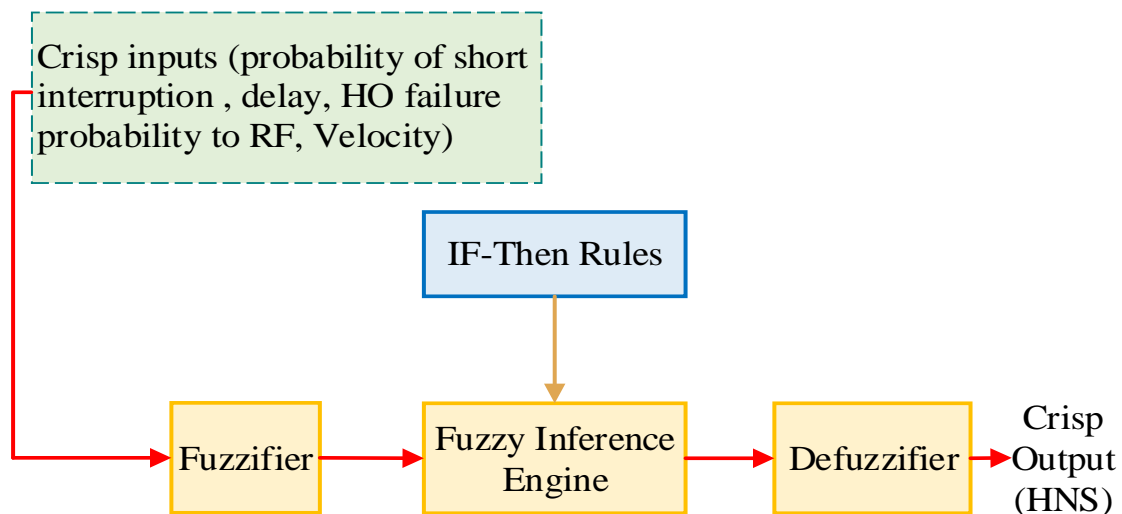 Crisp inputs (probability of short
interruption , delay, HO failure
probability to RF, Velocity)
IF-Then Rules
Fuzzifier
Fuzzy Inference
Engine
Defuzzifier
Crisp
Output
(HNS)